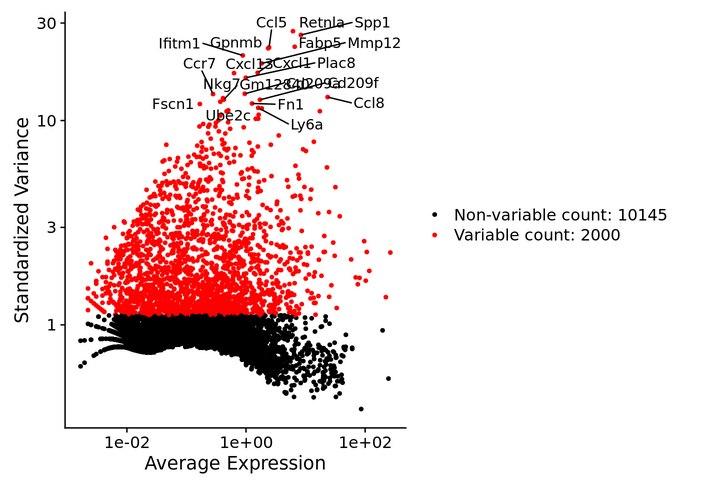 30
10
3
1
Standardized Variance
Ccl5
Retnla
Spp1
Ifitm1
Gpnmb
Fabp5
Mmp12
Ccr7
Cxcl13
Cxcl1
Plac8
Nkg7
Cd209a
Cd209f
Fscn1
Fn1
Ccl8
Ube2c
Ly6a
1e-02
1e+00
1e+02
Average Expression
Non-variable count: 10145
Variable count: 2000